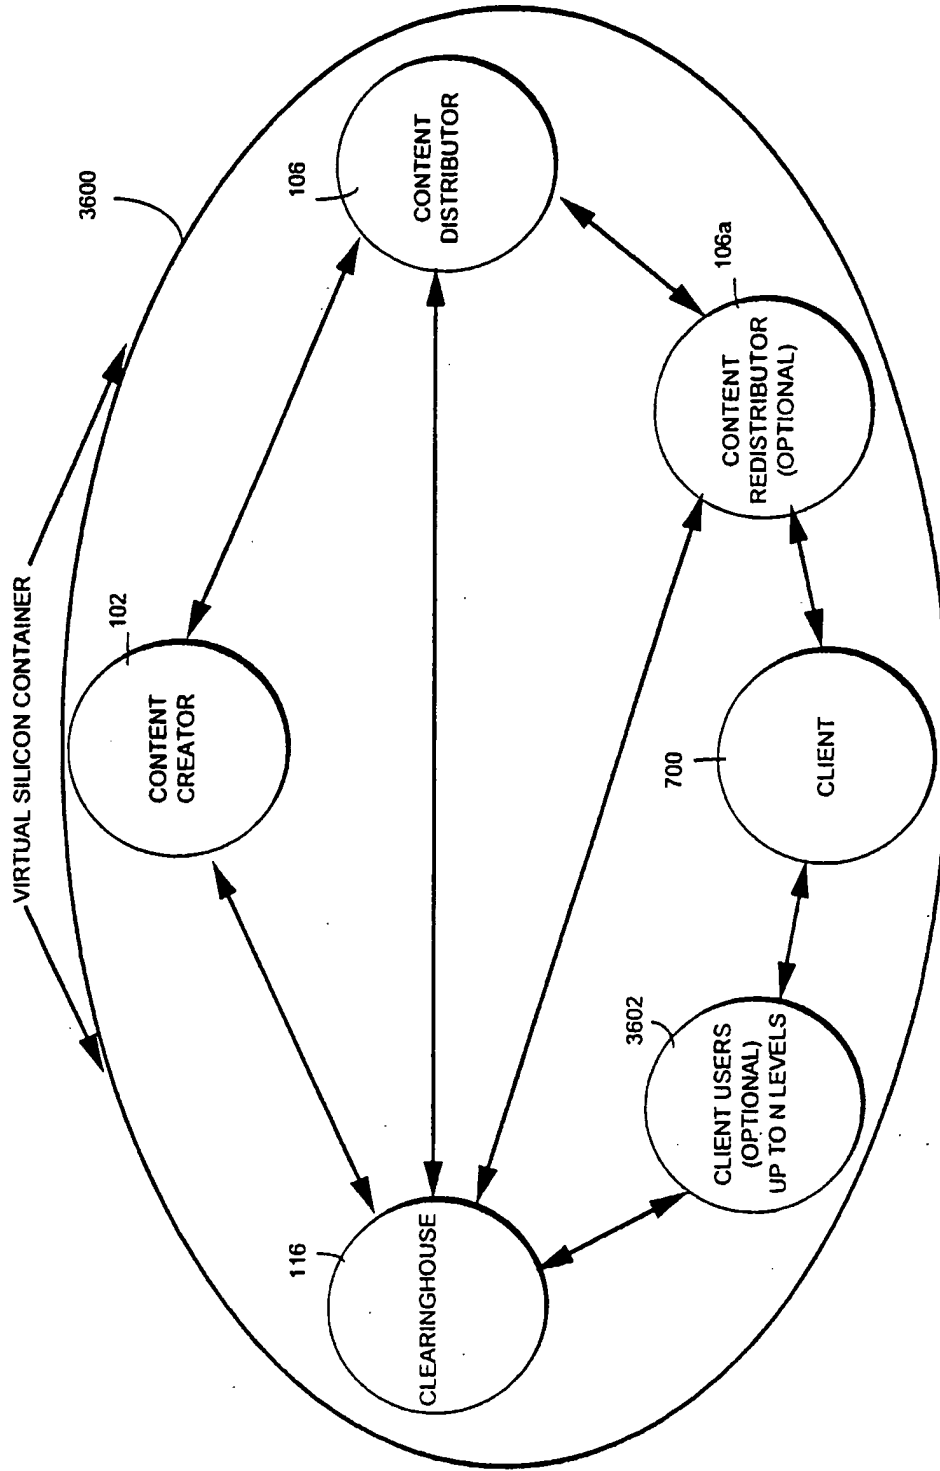 VIRTUAL SILICON CONTAINER
3600
102
CONTENT
CREATOR
106
CONTENT
DISTRIBUTOR
116
CLEARINGHOUSE
106a
CONTENT
REDISTRIBUTOR
(OPTIONAL)
3602
CLIENT USERS
(OPTIONAL)
UP TO N LEVELS
700
CLIENT